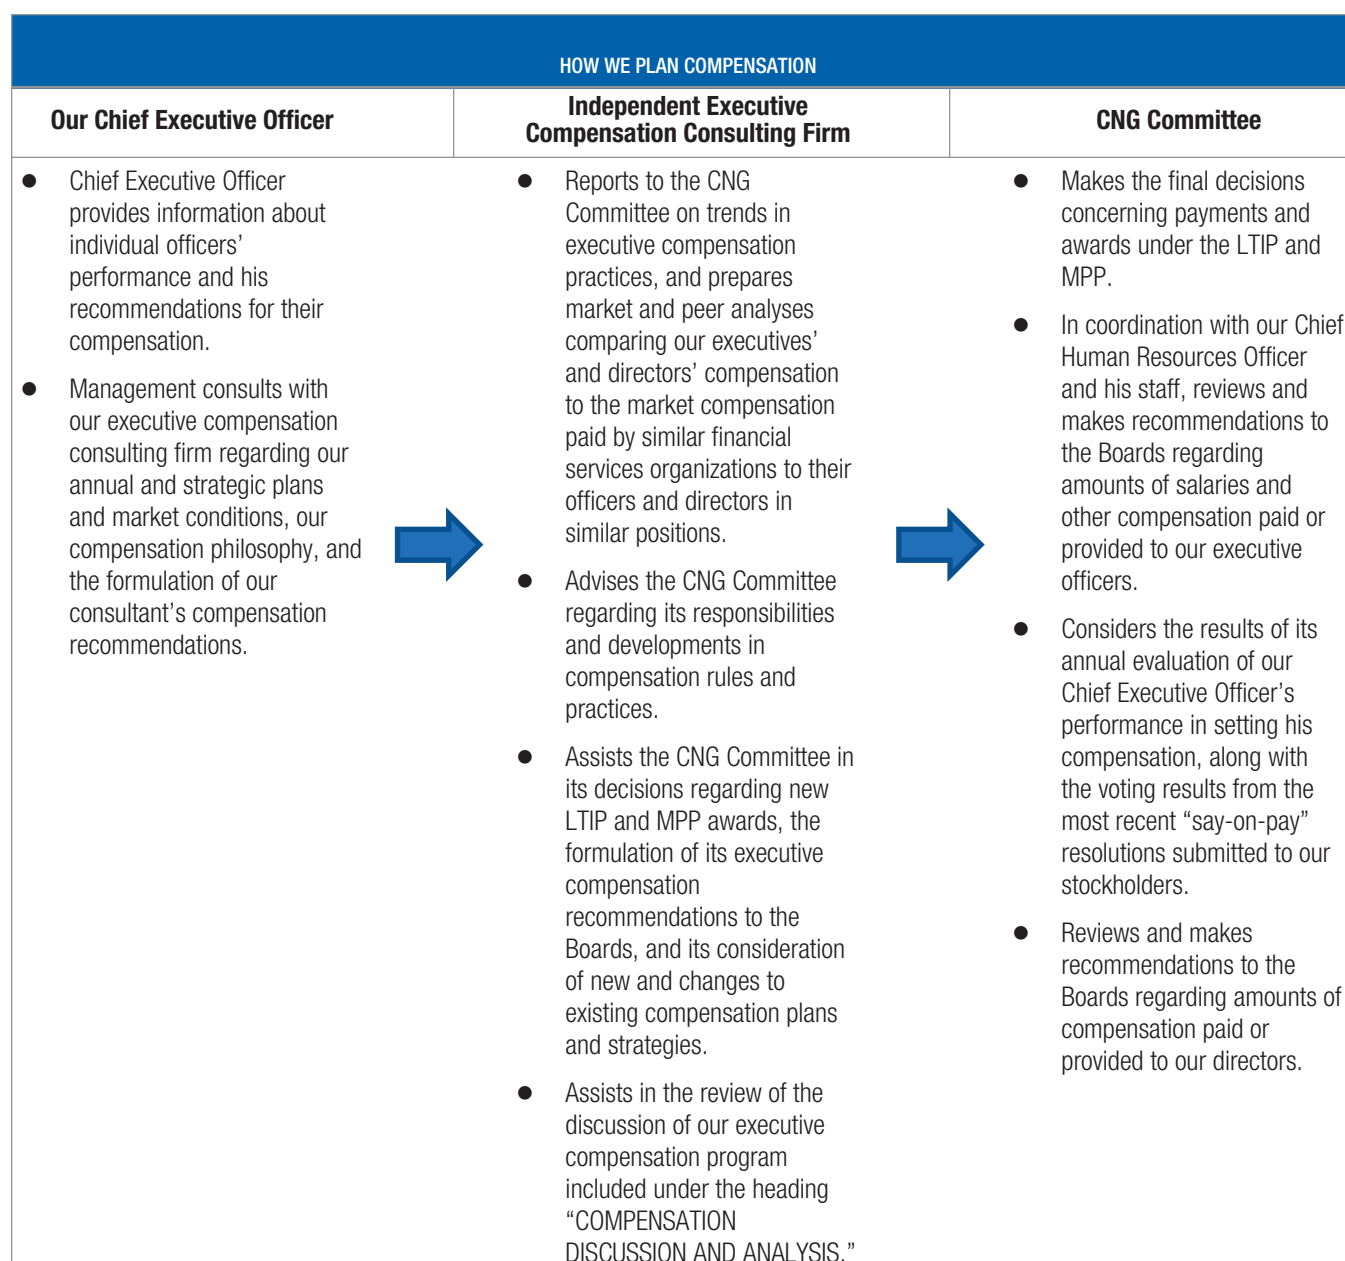 HOW WE PLAN COMPENSATION
Our Chief Executive Officer
Independent Executive
Compensation Consulting Firm
CNG Committee
● Chief Executive Officer
provides information about
individual officers’
performance and his
recommendations for their
compensation.
● Management consults with
our executive compensation
consulting firm regarding our
annual and strategic plans
and market conditions, our
compensation philosophy, and
the formulation of our
consultant’s compensation
recommendations.
● Reports to the CNG
Committee on trends in
executive compensation
practices, and prepares
market and peer analyses
comparing our executives’
and directors’ compensation
to the market compensation
paid by similar financial
services organizations to their
officers and directors in
similar positions.
● Advises the CNG Committee
regarding its responsibilities
and developments in
compensation rules and
practices.
● Assists the CNG Committee in
its decisions regarding new
LTIP and MPP awards, the
formulation of its executive
compensation
recommendations to the
Boards, and its consideration
of new and changes to
existing compensation plans
and strategies.
● Assists in the review of the
discussion of our executive
compensation program
included under the heading
“COMPENSATION
DISCUSSION AND ANALYSIS.”
● Makes the final decisions
concerning payments and
awards under the LTIP and
MPP.
● In coordination with our Chief
Human Resources Officer
and his staff, reviews and
makes recommendations to
the Boards regarding
amounts of salaries and
other compensation paid or
provided to our executive
officers.
● Considers the results of its
annual evaluation of our
Chief Executive Officer’s
performance in setting his
compensation, along with
the voting results from the
most recent “say-on-pay”
resolutions submitted to our
stockholders.
● Reviews and makes
recommendations to the
Boards regarding amounts of
compensation paid or
provided to our directors.